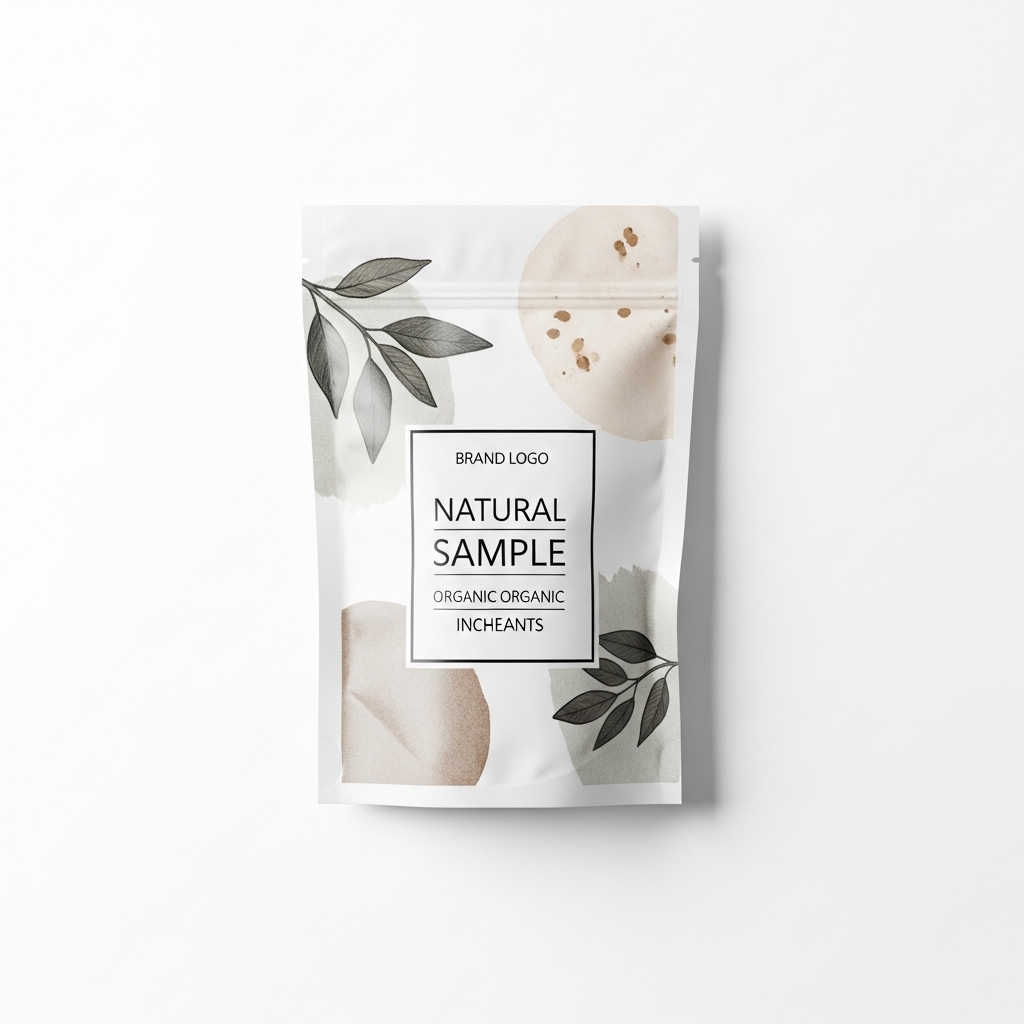 BRAND LOGO
NATURAL
SAMPLE
ORGANIC ORGANIC
INCHEANTS